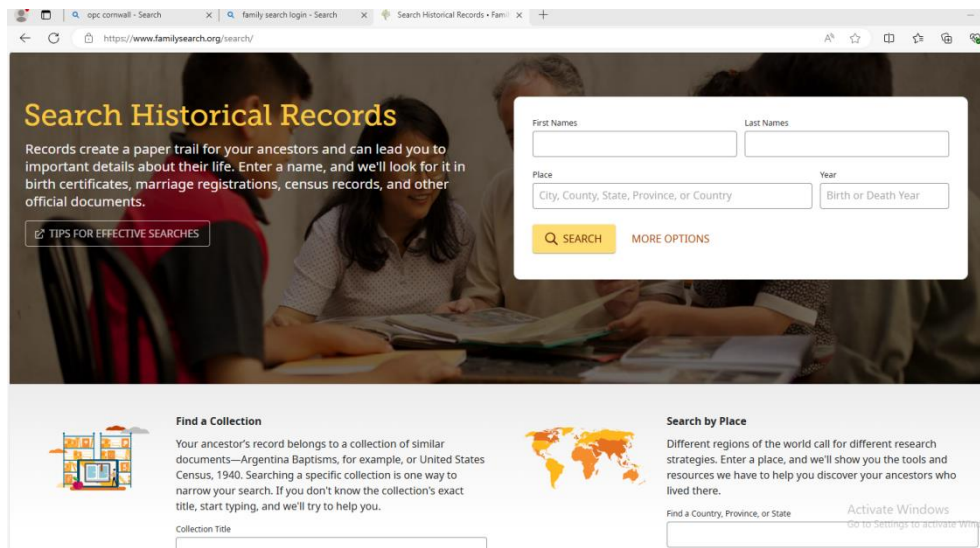 opc cornwall - Search
family search login - Search
Search Historical Records • Famil
https://www.familysearch.org/search/
Search Historical Records
Records create a paper trail for your ancestors and can lead you to
important details about their life. Enter a name, and we'll look for it in
birth certificates, marriage registrations, census records, and other
official documents.
TIPS FOR EFFECTIVE SEARCHES
First Names
Last Names
Place
Year
City, County, State, Province, or Country
Birth or Death Year
SEARCH
MORE OPTIONS
Find a Collection
Your ancestor's record belongs to a collection of similar
documents—Argentina Baptisms, for example, or United States
Census, 1940. Searching a specific collection is one way to
narrow your search. If you don't know the collection's exact
title, start typing, and we'll try to help you.
Collection Title
Search by Place
Different regions of the world call for different research
strategies. Enter a place, and we'll show you the tools and
resources we have to help you discover your ancestors who
lived there.
Find a Country, Province, or State
Activate Windows
Go to Settings to activate Win